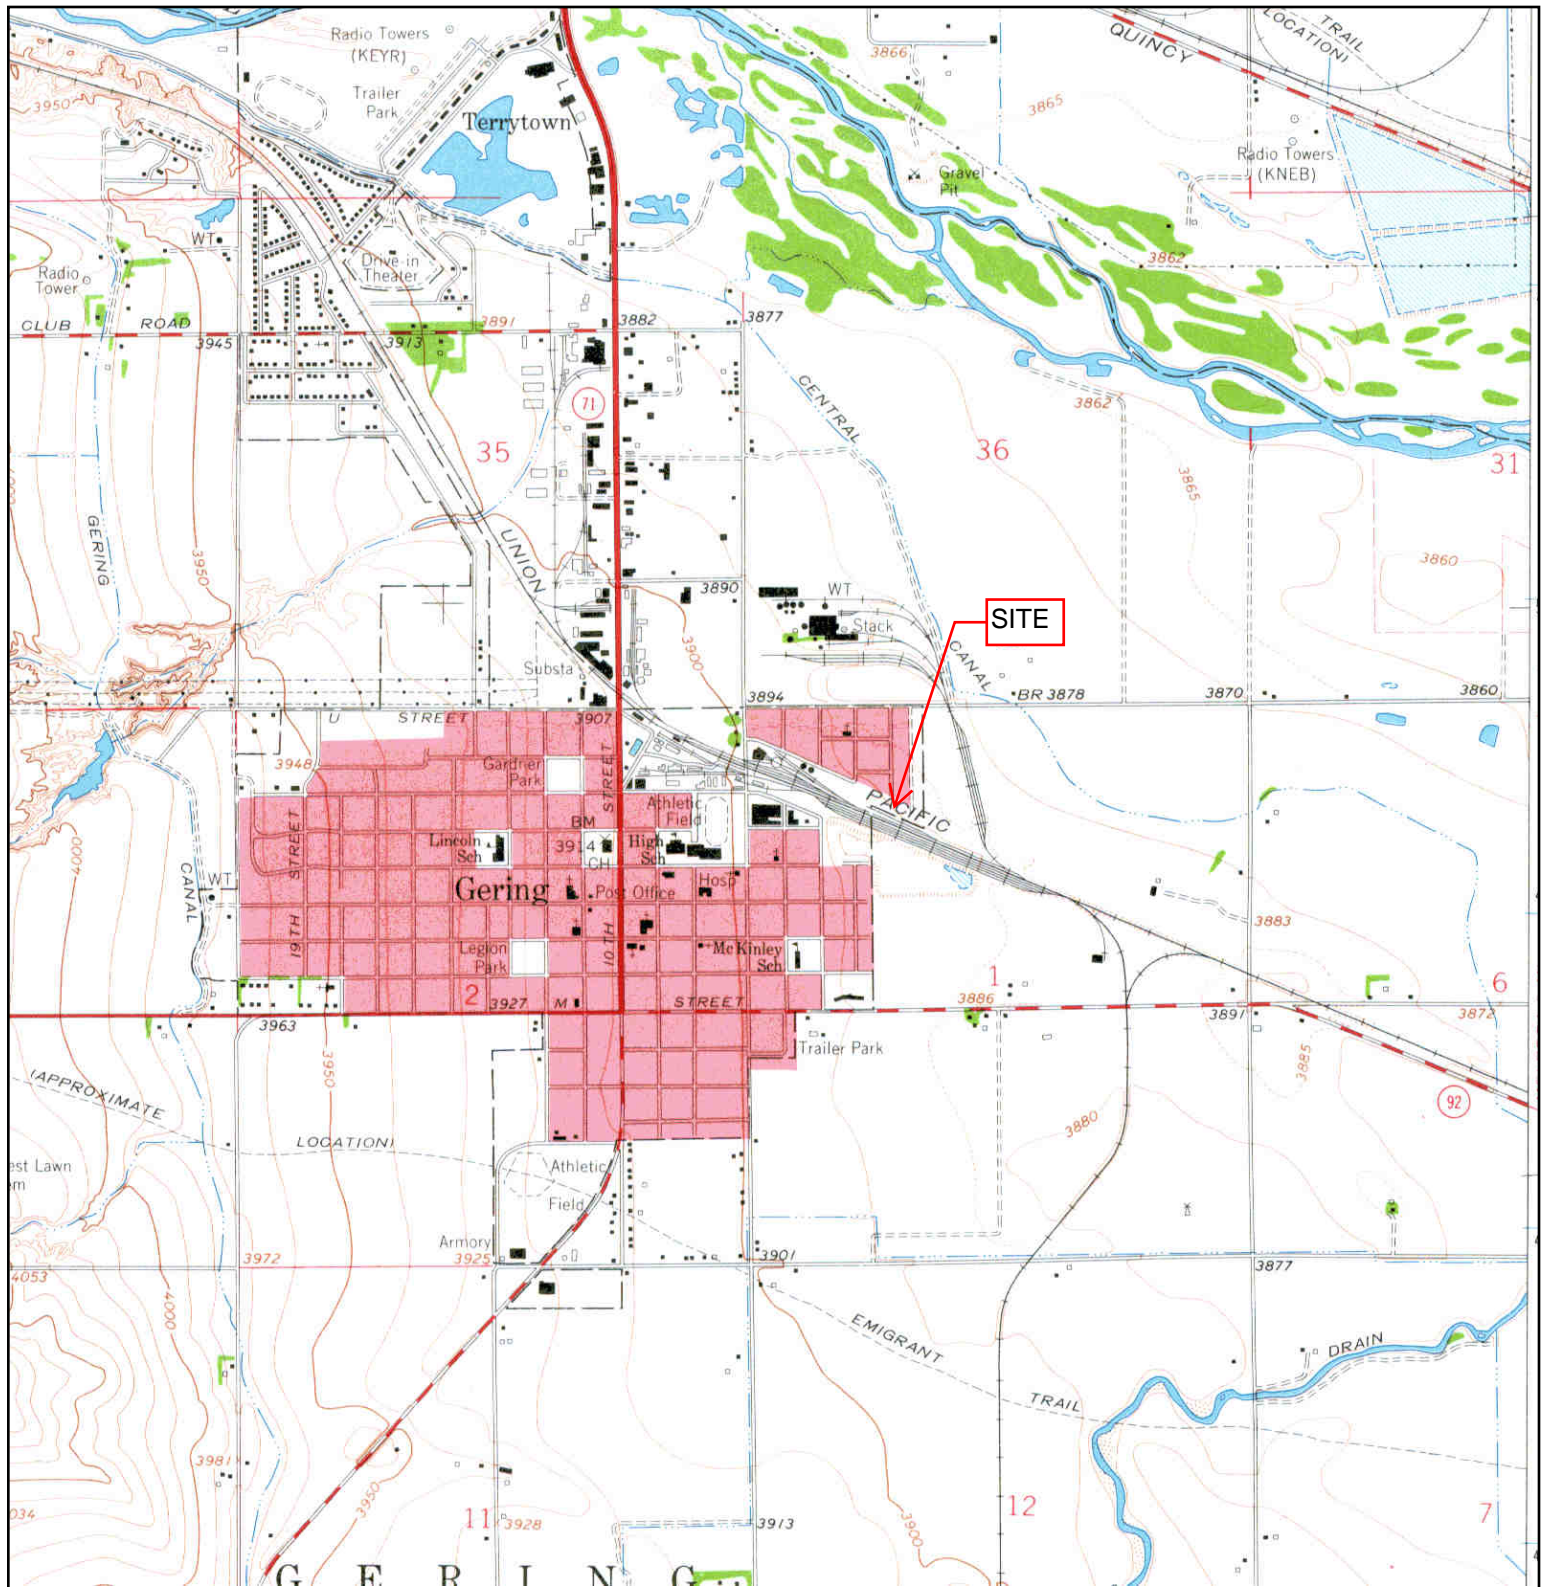 Radio Towers
(KEYR)
3866
QUINCY
TRAIL
LOCATION)
3950
Trailer
Park
Terrytown
3865
Gravel
Pit
Radio Towers
(KNEB)
WT
Drive-in
Theater
3862
Radio
Tower
CLUB ROAD
3945
3913
3891
3882
3877
71
CENTRAL
3862
35
36
31
3865
GERING
3950
UNION
3890
WT
Stack
3860
SITE
3900
CANAL
Substa
3894
BR 3878
3870
3860
U STREET
3907
3948
Gardner
Park
STREET
PACIFIC
Athletic
Field
BM
3914
CH
Lincoln
Sch
High
Sch
4000
19TH STREET
WT
CANAL
Gering
Post Office
Hosp
3883
10TH
Legion
Park
McKinley
Sch
1
6
2
3927
M STREET
3886
3891
3872
3963
3950
Trailer Park
3885
(APPROXIMATE
LOCATION)
92
3880
est Lawn
em
Athletic
Field
Armory
3972
3925
3901
3877
4053
4000
EMIGRANT
TRAIL
DRAIN
3981
3950
034
11
3928
3913
3900
12
7
GERING